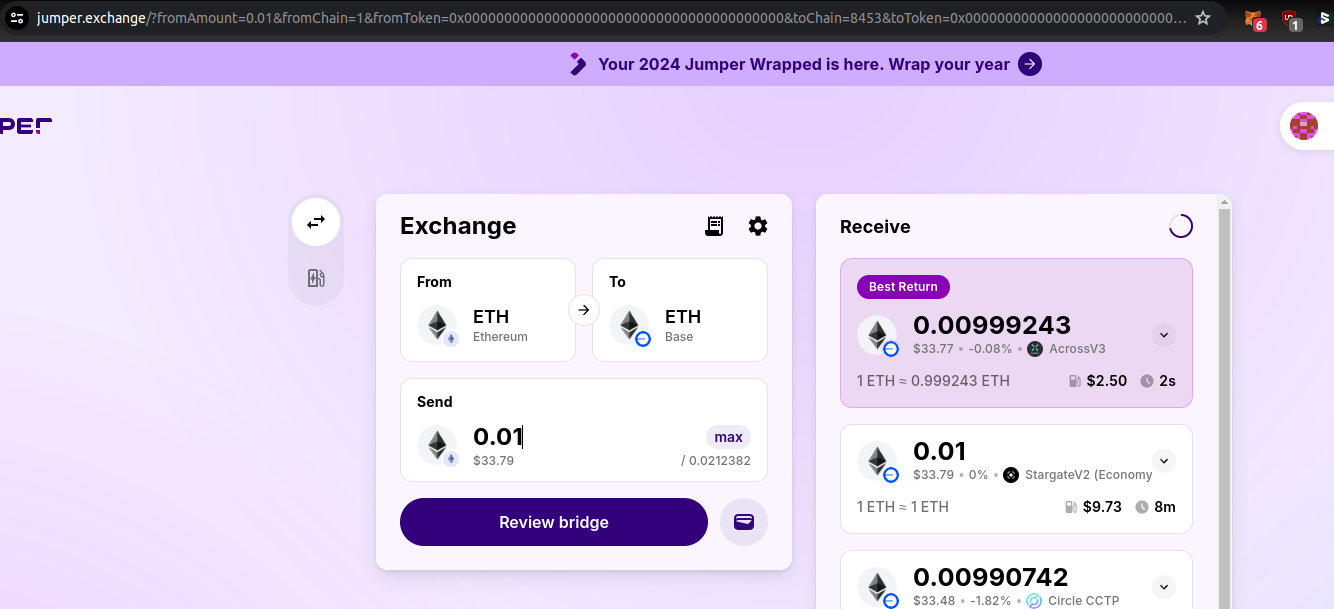 jumper.exchange/?fromAmount=0.01&fromChain=1&fromToken=0x0000000000000000000000000000000000000000&toChain=8453&toToken=0x00000000000000000000000000...
6
1
Your 2024 Jumper Wrapped is here. Wrap your year
Exchange
From
ETH
Ethereum
To
ETH
Base
Send
0.01
max
$33.79
/ 0.0212382
Review bridge
Receive
Best Return
0.00999243
$33.77 • -0.08% • AcrossV3
1 ETH ≈ 0.999243 ETH
$2.50
2s
0.01
$33.79 • 0% • StargateV2 (Economy
1 ETH ≈ 1 ETH
$9.73
8m
0.00990742
$33.48 • -1.82% • Circle CCTP